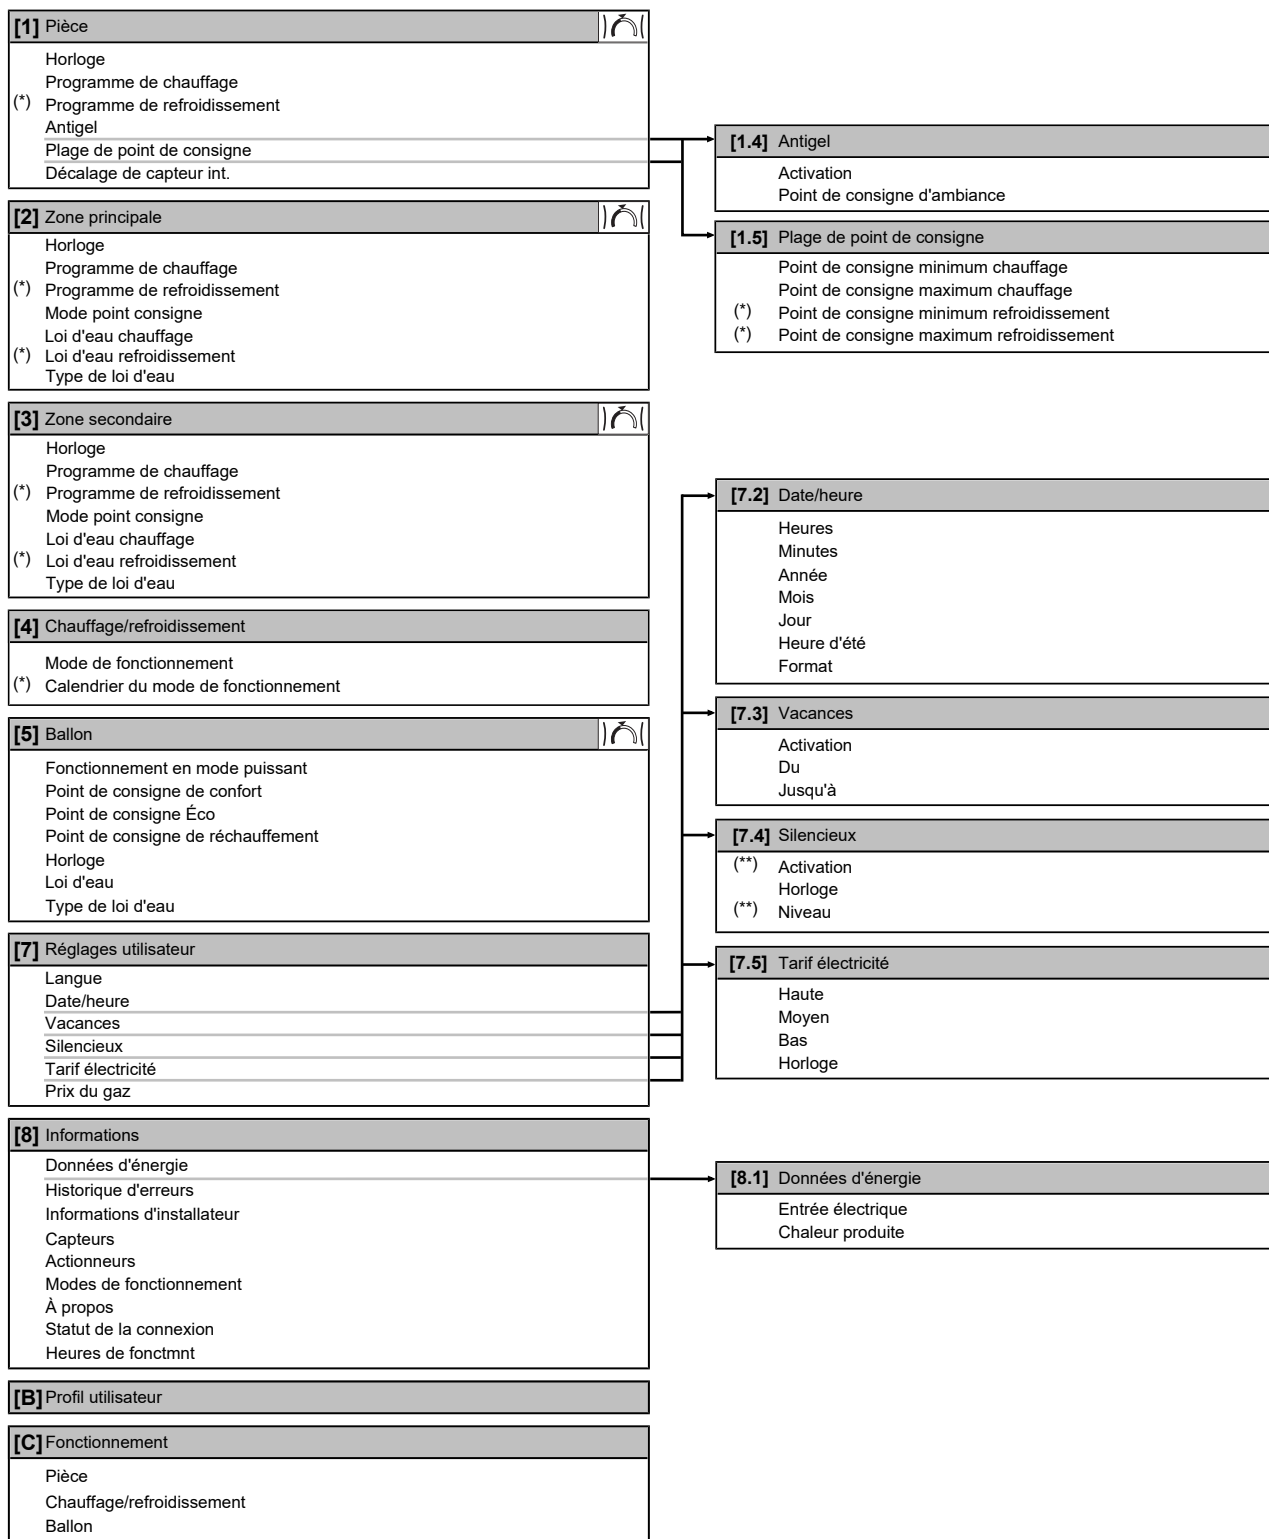 [1] Pièce
Horloge
Programme de chauffage
(*) Programme de refroidissement
Antigel
Plage de point de consigne
Décalage de capteur int.
[1.4] Antigel
Activation
Point de consigne d'ambiance
[1.5] Plage de point de consigne
Point de consigne minimum chauffage
Point de consigne maximum chauffage
(*) Point de consigne minimum refroidissement
(*) Point de consigne maximum refroidissement
[2] Zone principale
Horloge
Programme de chauffage
(*) Programme de refroidissement
Mode point consigne
Loi d'eau chauffage
(*) Loi d'eau refroidissement
Type de loi d'eau
[3] Zone secondaire
Horloge
Programme de chauffage
(*) Programme de refroidissement
Mode point consigne
Loi d'eau chauffage
(*) Loi d'eau refroidissement
Type de loi d'eau
[4] Chauffage/refroidissement
Mode de fonctionnement
(*) Calendrier du mode de fonctionnement
[5] Ballon
Fonctionnement en mode puissant
Point de consigne de confort
Point de consigne Éco
Point de consigne de réchauffement
Horloge
Loi d'eau
Type de loi d'eau
[7] Réglages utilisateur
Langue
Date/heure
Vacances
Silencieux
Tarif électricité
Prix du gaz
[7.2] Date/heure
Heures
Minutes
Année
Mois
Jour
Heure d'été
Format
[7.3] Vacances
Activation
Du
Jusqu'à
[7.4] Silencieux
(**) Activation
Horloge
(**) Niveau
[7.5] Tarif électricité
Haute
Moyen
Bas
Horloge
[8] Informations
Données d'énergie
Historique d'erreurs
Informations d'installateur
Capteurs
Actionneurs
Modes de fonctionnement
À propos
Statut de la connexion
Heures de fonctmnt
[8.1] Données d'énergie
Entrée électrique
Chaleur produite
[B] Profil utilisateur
[C] Fonctionnement
Pièce
Chauffage/refroidissement
Ballon